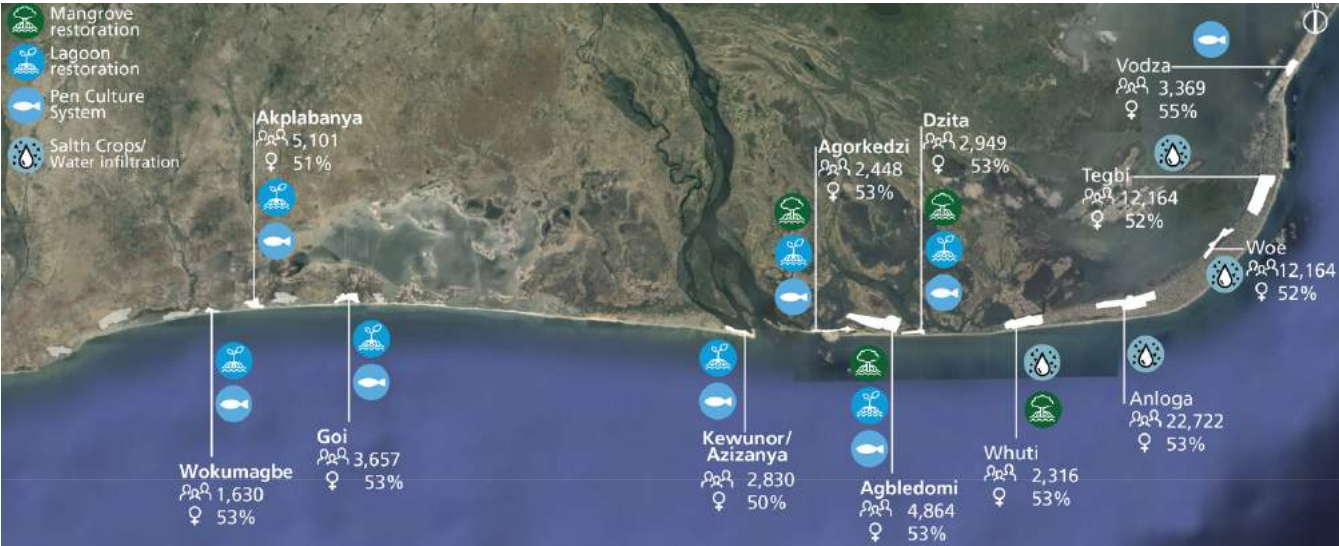 Mangrove
restoration
Lagoon
restoration
Pen Culture
System
Salth Crops/
Water infiltration
N
Akplabanya
5,101
51%
Agorkedzi
2,448
53%
Dzita
2,949
53%
Vodza
3,369
55%
Tegbi
12,164
52%
Woe
12,164
52%
Wokumagbe
1,630
53%
Goi
3,657
53%
Kewunor/
Azizanya
2,830
50%
Agbledomi
4,864
53%
Whuti
2,316
53%
Anloga
22,722
53%